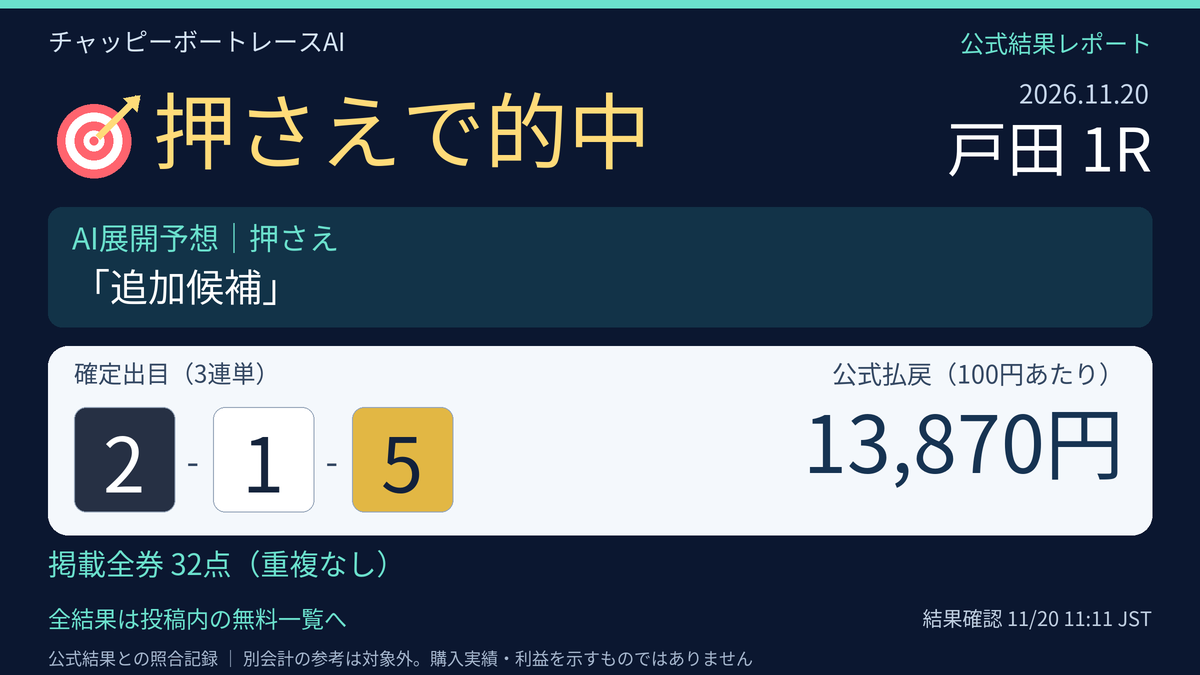 チャッピーボートレースAI
公式結果レポート
2026.11.20
押さえで的中
戸田 1R
AI展開予想｜押さえ
「追加候補」
確定出目（3連単）
公式払戻（100円あたり）
2 - 1 - 5
13,870円
掲載全券 32点（重複なし）
全結果は投稿内の無料一覧へ
結果確認 11/20 11:11 JST
公式結果との照合記録 ｜ 別会計の参考は対象外。購入実績・利益を示すものではありません